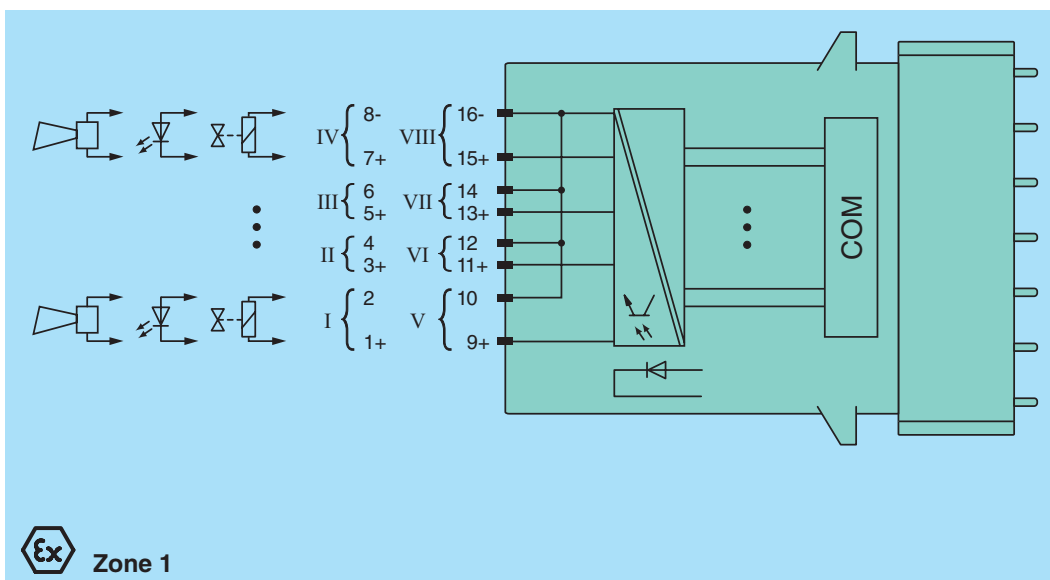 IV 8- 7+ VIII 16- 15+
III 6 5+ VII 14 13+
II 4 3+ VI 12 11+
I 2 1+ V 10 9+
COM
Ex Zone 1